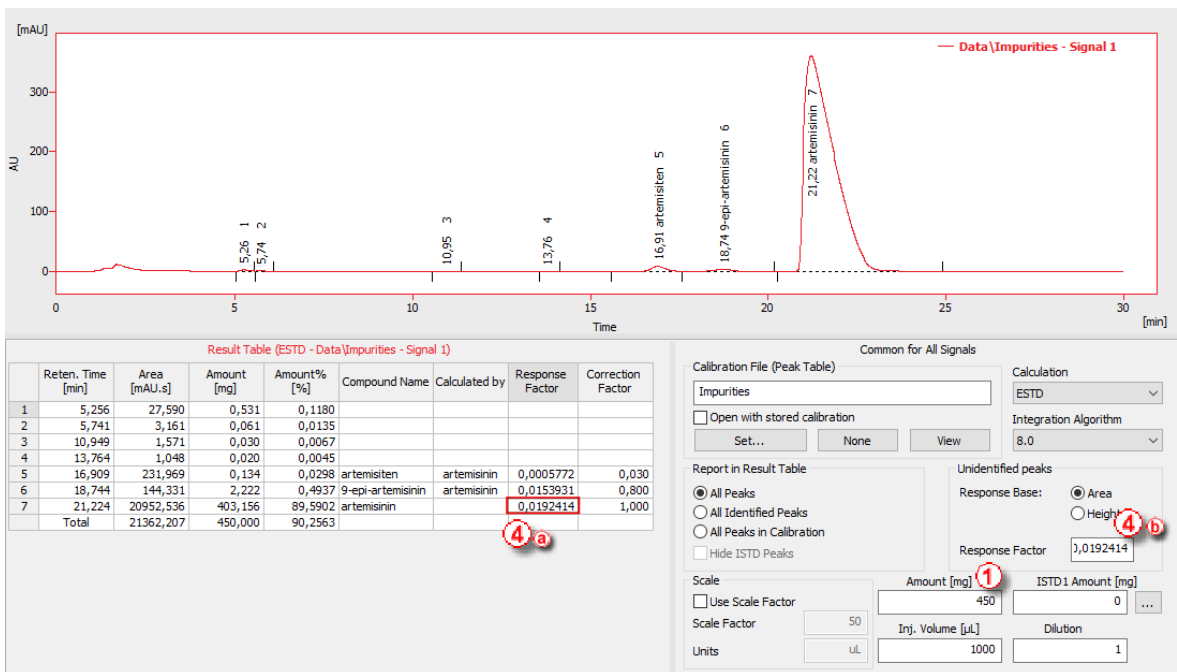 [mAU]
— Data\Impurities - Signal 1
300
200
100
0
AU
5,26 1
5,74 2
10,95 3
13,76 4
16,91 artemisiten 5
18,74 9-epi-artemisinin 6
21,22 artemisinin 7
0 5 10 15 20 25 30
Time
[min]
Result Table (ESTD - Data\Impurities - Signal 1)
Reten. Time [min] Area [mAU.s] Amount [mg] Amount% [%] Compound Name Calculated by Response Factor Correction Factor
1 5,256 27,590 0,531 0,1180
2 5,741 3,161 0,061 0,0135
3 10,949 1,571 0,030 0,0067
4 13,764 1,048 0,020 0,0045
5 16,909 231,969 0,134 0,0298 artemisiten artemisinin 0,0005772 0,030
6 18,744 144,331 2,222 0,4937 9-epi-artemisinin artemisinin 0,0153931 0,800
7 21,224 20952,536 403,156 89,5902 artemisinin 0,0192414 1,000
Total 21362,207 450,000 90,2563
4 a
Common for All Signals
Calibration File (Peak Table)
Impurities
Open with stored calibration
Set... None View
Calculation
ESTD
Integration Algorithm
8.0
Report in Result Table
All Peaks
All Identified Peaks
All Peaks in Calibration
Hide ISTD Peaks
Unidentified peaks
Response Base: Area
Height
4 b
Response Factor 0,0192414
Scale
Use Scale Factor
Scale Factor 50
Units uL
Amount [mg] 1
450
ISTD1 Amount [mg]
0 ...
Inj. Volume [µL]
1000
Dilution
1